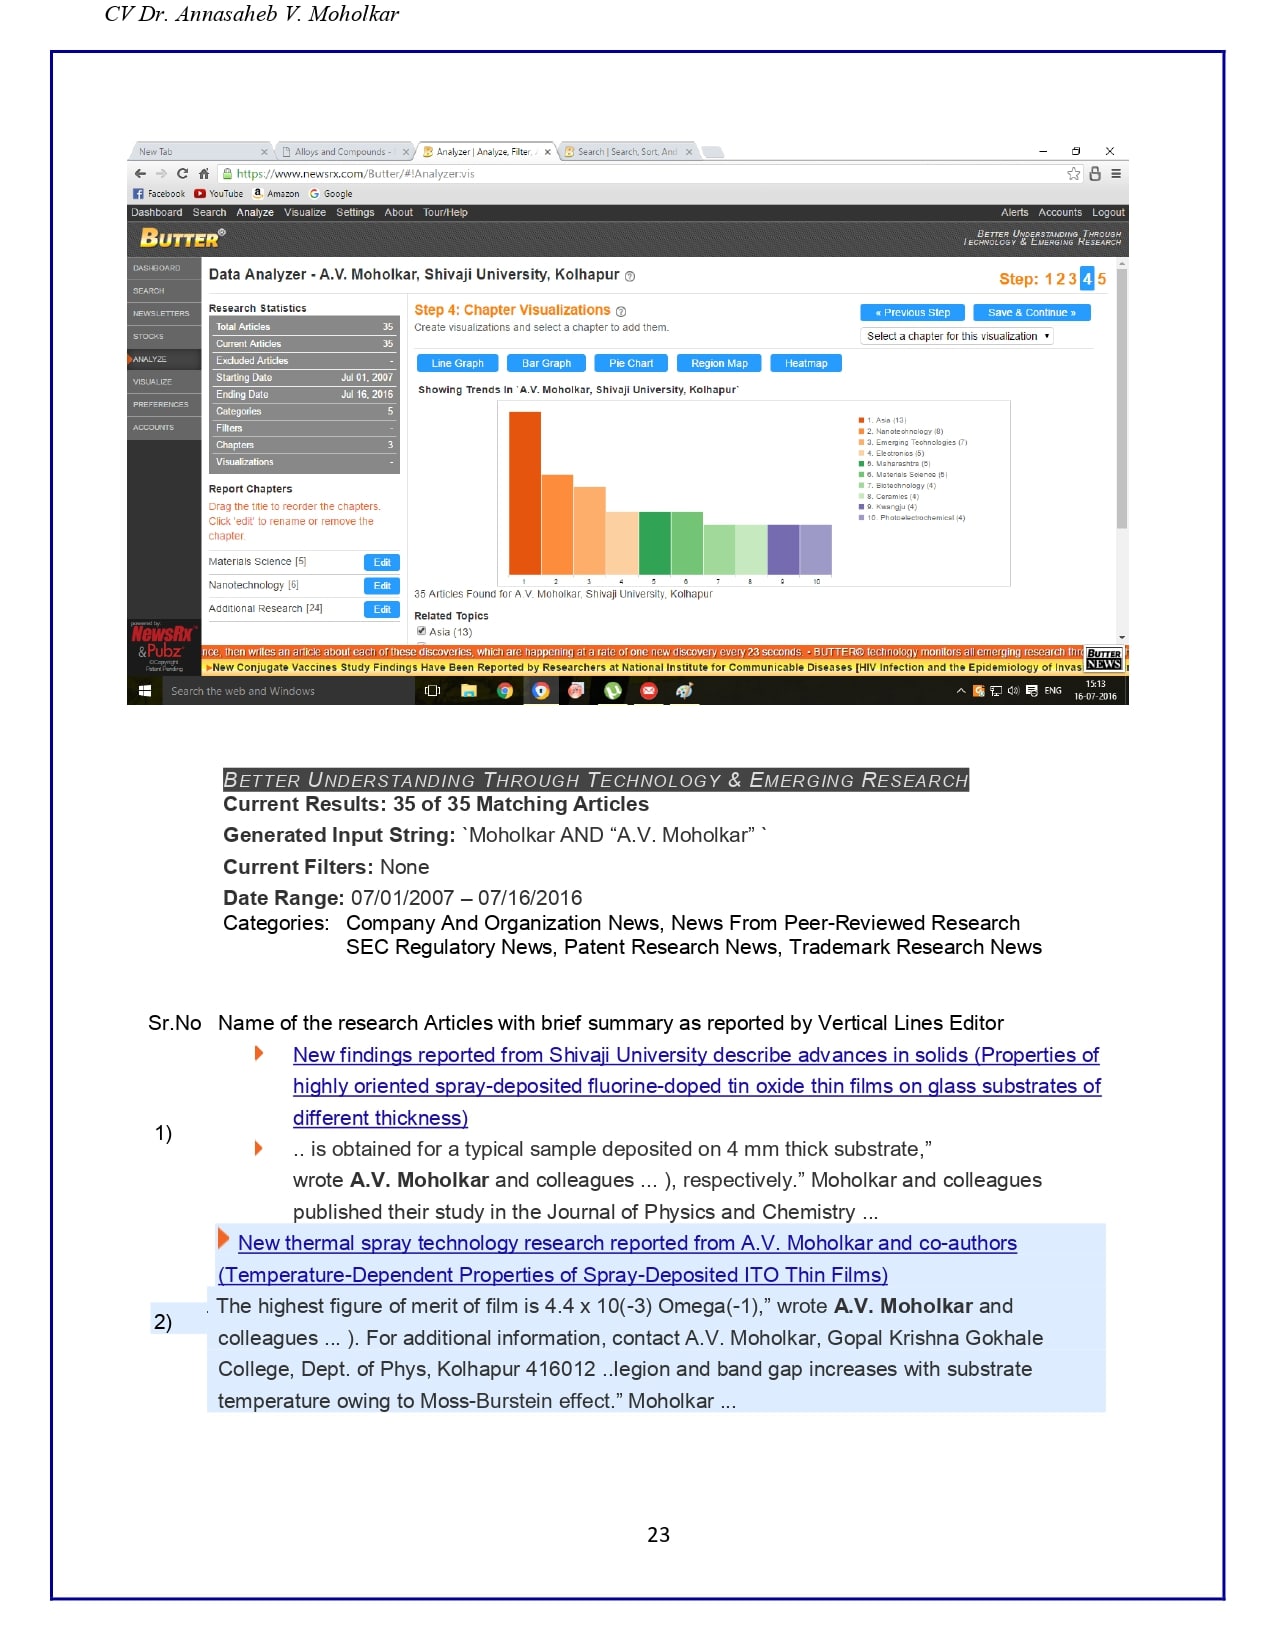 CV Dr. Annasaheb V. Moholkar
New Tab
Alloys and Compounds -
Analyzer | Analyze, Filter,
Search | Search, Sort, And
https://www.newsrx.com/Butter/#!Analyzer.vis
Facebook YouTube Amazon Google
Dashboard Search Analyze Visualize Settings About Tour/Help
Alerts Accounts Logout
BUTTER®
BETTER UNDERSTANDING THROUGH
TECHNOLOGY & EMERGING RESEARCH
DASHBOARD
SEARCH
NEWSLETTERS
STOCKS
ANALYZE
VISUALIZE
PREFERENCES
ACCOUNTS
Data Analyzer - A.V. Moholkar, Shivaji University, Kolhapur
Step: 1 2 3 4 5
Research Statistics
Total Articles 35
Current Articles 35
Excluded Articles -
Starting Date Jul 01, 2007
Ending Date Jul 16, 2016
Categories 5
Filters -
Chapters 3
Visualizations -
Report Chapters
Drag the title to reorder the chapters.
Click 'edit' to rename or remove the
chapter.
Materials Science [5] Edit
Nanotechnology [6] Edit
Additional Research [24] Edit
Step 4: Chapter Visualizations
Create visualizations and select a chapter to add them.
« Previous Step Save & Continue »
Select a chapter for this visualization
Line Graph Bar Graph Pie Chart Region Map Heatmap
Showing Trends In `A.V. Moholkar, Shivaji University, Kolhapur`
1. Asia (13)
2. Nanotechnology (8)
3. Emerging Technologies (7)
4. Electronics (5)
5. Maharashtra (5)
6. Materials Science (5)
7. Biotechnology (4)
8. Ceramics (4)
9. Kwangju (4)
10. Photoelectrochemical (4)
1 2 3 4 5 6 7 8 9 10
35 Articles Found for A.V. Moholkar, Shivaji University, Kolhapur
Related Topics
Asia (13)
powered by:
NewsRx
&Pubz
©Copyright
Patent Pending
nce, then writes an article about each of these discoveries, which are happening at a rate of one new discovery every 23 seconds. - BUTTER® technology monitors all emerging research thr
New Conjugate Vaccines Study Findings Have Been Reported by Researchers at National Institute for Communicable Diseases [HIV Infection and the Epidemiology of Invas
BUTTER
NEWS
Search the web and Windows
ENG
15:13
16-07-2016
BETTER UNDERSTANDING THROUGH TECHNOLOGY & EMERGING RESEARCH
Current Results: 35 of 35 Matching Articles
Generated Input String: `Moholkar AND “A.V. Moholkar” `
Current Filters: None
Date Range: 07/01/2007 – 07/16/2016
Categories: Company And Organization News, News From Peer-Reviewed Research
SEC Regulatory News, Patent Research News, Trademark Research News
Sr.No Name of the research Articles with brief summary as reported by Vertical Lines Editor
New findings reported from Shivaji University describe advances in solids (Properties of
highly oriented spray-deposited fluorine-doped tin oxide thin films on glass substrates of
different thickness)
1)
.. is obtained for a typical sample deposited on 4 mm thick substrate,”
wrote A.V. Moholkar and colleagues ... ), respectively.” Moholkar and colleagues
published their study in the Journal of Physics and Chemistry ...
New thermal spray technology research reported from A.V. Moholkar and co-authors
(Temperature-Dependent Properties of Spray-Deposited ITO Thin Films)
2)
. The highest figure of merit of film is 4.4 x 10(-3) Omega(-1),” wrote A.V. Moholkar and
colleagues ... ). For additional information, contact A.V. Moholkar, Gopal Krishna Gokhale
College, Dept. of Phys, Kolhapur 416012 ..legion and band gap increases with substrate
temperature owing to Moss-Burstein effect.” Moholkar ...
23